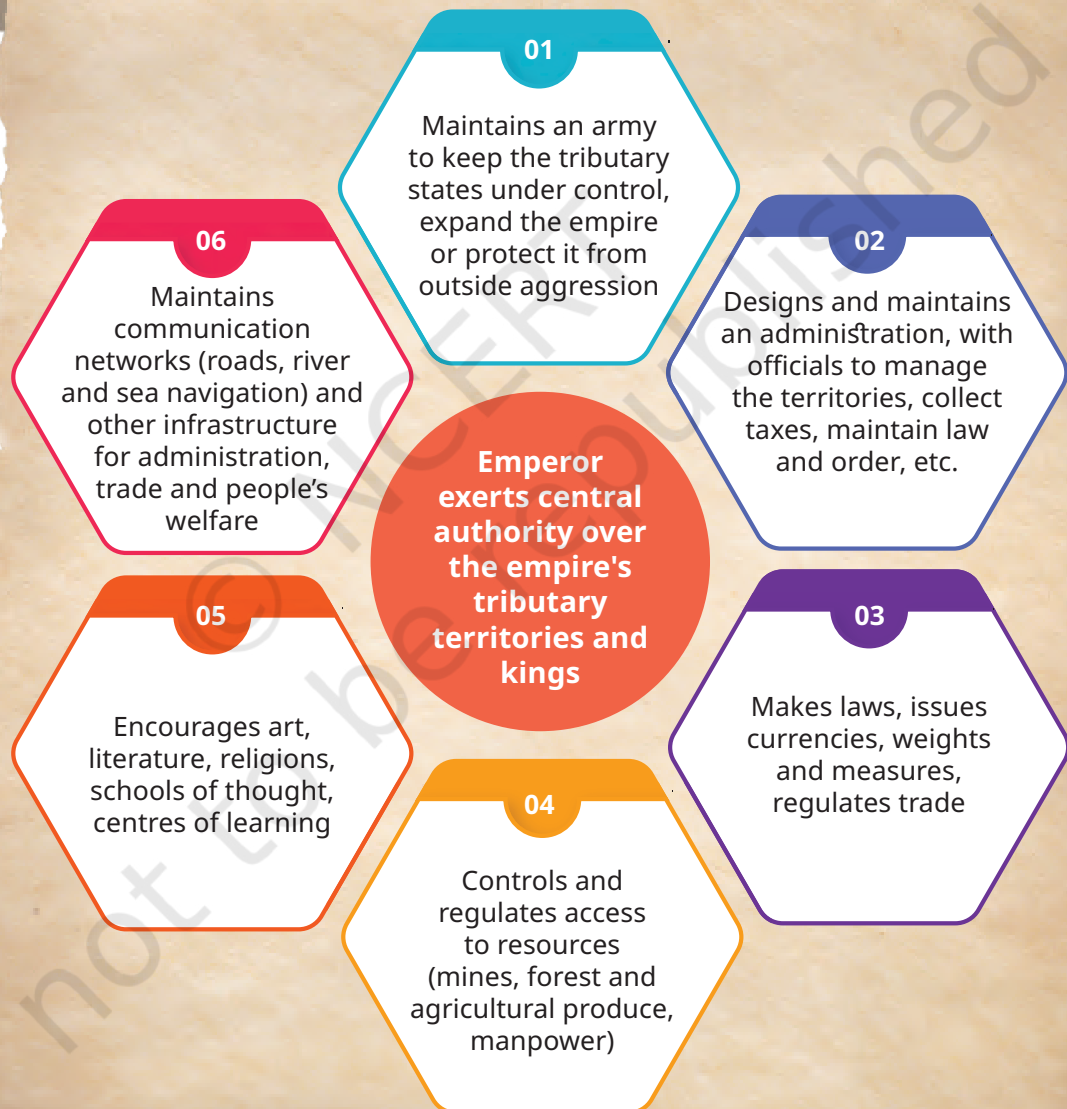 01
Maintains an army
to keep the tributary
states under control,
expand the empire
or protect it from
outside aggression
02
Designs and maintains
an administration, with
officials to manage
the territories, collect
taxes, maintain law
and order, etc.
03
Makes laws, issues
currencies, weights
and measures,
regulates trade
04
Controls and
regulates access
to resources
(mines, forest and
agricultural produce,
manpower)
05
Encourages art,
literature, religions,
schools of thought,
centres of learning
06
Maintains
communication
networks (roads, river
and sea navigation) and
other infrastructure
for administration,
trade and people's
welfare
Emperor
exerts central
authority over
the empire's
tributary
territories and
kings
© NCERT
not to be republished